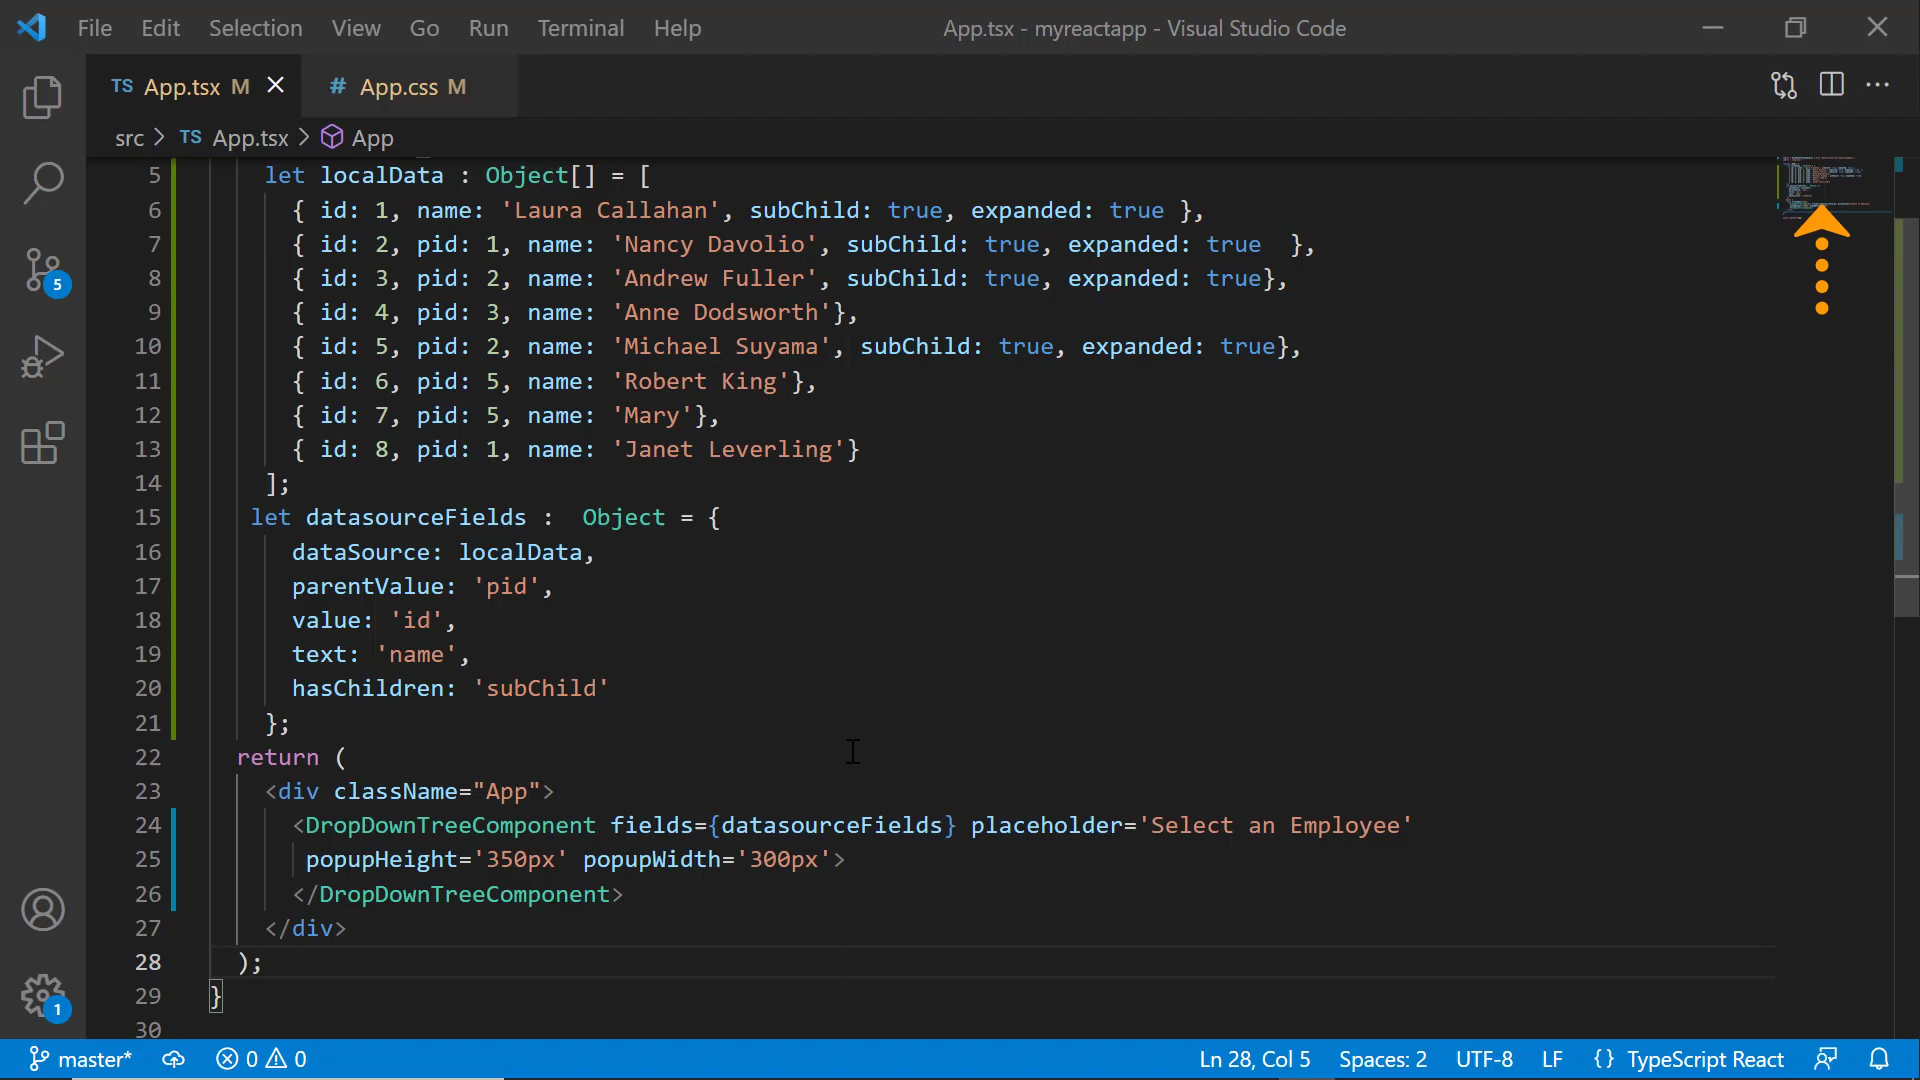 File Edit Selection View Go Run Terminal Help App.tsx - myreactapp - Visual Studio Code
TS App.tsx M # App.css M
src > TS App.tsx > App
5 let localData : Object[] = [
6 { id: 1, name: 'Laura Callahan', subChild: true, expanded: true },
7 { id: 2, pid: 1, name: 'Nancy Davolio', subChild: true, expanded: true  },
8 { id: 3, pid: 2, name: 'Andrew Fuller', subChild: true, expanded: true},
9 { id: 4, pid: 3, name: 'Anne Dodsworth'},
10 { id: 5, pid: 2, name: 'Michael Suyama', subChild: true, expanded: true},
11 { id: 6, pid: 5, name: 'Robert King'},
12 { id: 7, pid: 5, name: 'Mary'},
13 { id: 8, pid: 1, name: 'Janet Leverling'}
14 ];
15 let datasourceFields :  Object = {
16 dataSource: localData,
17 parentValue: 'pid',
18 value: 'id',
19 text: 'name',
20 hasChildren: 'subChild'
21 };
22 return (
23 <div className="App">
24 <DropDownTreeComponent fields={datasourceFields} placeholder='Select an Employee'
25 popupHeight='350px' popupWidth='300px'>
26 </DropDownTreeComponent>
27 </div>
28 );
29 }
30
5
1
master* 0 0 Ln 28, Col 5 Spaces: 2 UTF-8 LF {} TypeScript React